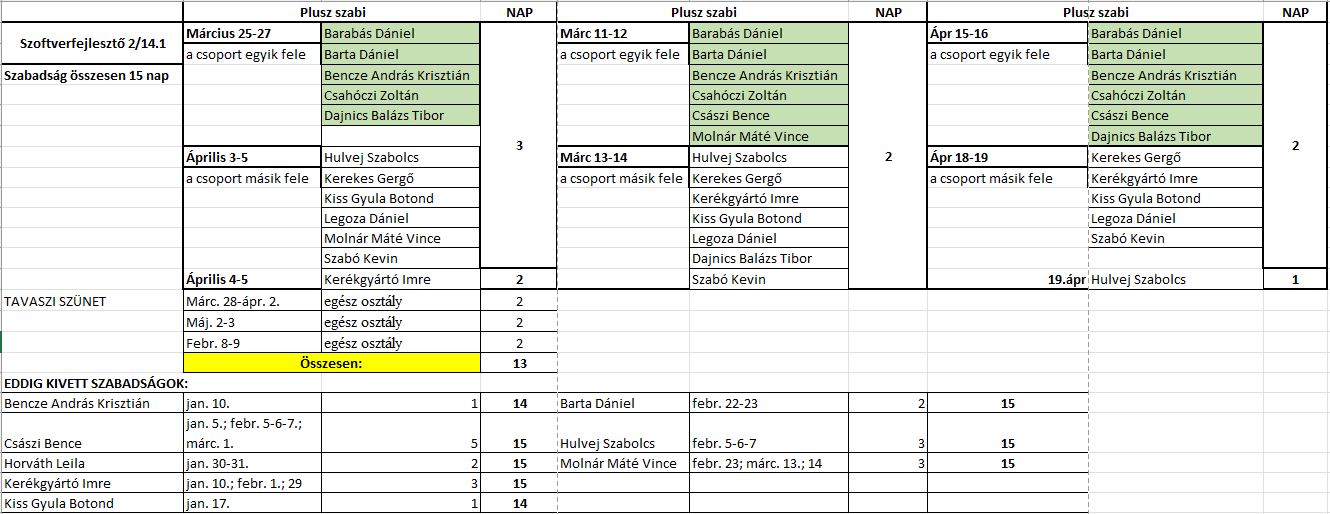 Plusz szabi NAP Plusz szabi NAP Plusz szabi NAP
Szoftverfejlesztő 2/14.1 Március 25-27 Barabás Dániel Márc 11-12 Barabás Dániel Ápr 15-16 Barabás Dániel
a csoport egyik fele Barta Dániel a csoport egyik fele Barta Dániel a csoport egyik fele Barta Dániel
Szabadság összesen 15 nap Bencze András Krisztián Bencze András Krisztián Bencze András Krisztián
Csahóczi Zoltán Csahóczi Zoltán Csahóczi Zoltán
Dajnics Balázs Tibor Császi Bence Császi Bence
3 Molnár Máté Vince 2 Dajnics Balázs Tibor 2
Április 3-5 Hulvej Szabolcs Márc 13-14 Hulvej Szabolcs Ápr 18-19 Kerekes Gergő
a csoport másik fele Kerekes Gergő a csoport másik fele Kerekes Gergő a csoport másik fele Kerékgyártó Imre
Kiss Gyula Botond Kerékgyártó Imre Kiss Gyula Botond
Legoza Dániel Kiss Gyula Botond Legoza Dániel
Molnár Máté Vince Legoza Dániel Szabó Kevin
Szabó Kevin Dajnics Balázs Tibor
Április 4-5 Kerékgyártó Imre 2 Szabó Kevin 19.ápr Hulvej Szabolcs 1
TAVASZI SZÜNET Márc. 28-ápr. 2. egész osztály 2
Máj. 2-3 egész osztály 2
Febr. 8-9 egész osztály 2
Összesen: 13
EDDIG KIVETT SZABADSÁGOK:
Bencze András Krisztián jan. 10. 1 14 Barta Dániel febr. 22-23 2 15
jan. 5.; febr. 5-6-7.;
Császi Bence márc. 1. 5 15 Hulvej Szabolcs febr. 5-6-7 3 15
Horváth Leila jan. 30-31. 2 15 Molnár Máté Vince febr. 23; márc. 13.; 14 3 15
Kerékgyártó Imre jan. 10.; febr. 1.; 29 3 15
Kiss Gyula Botond jan. 17. 1 14